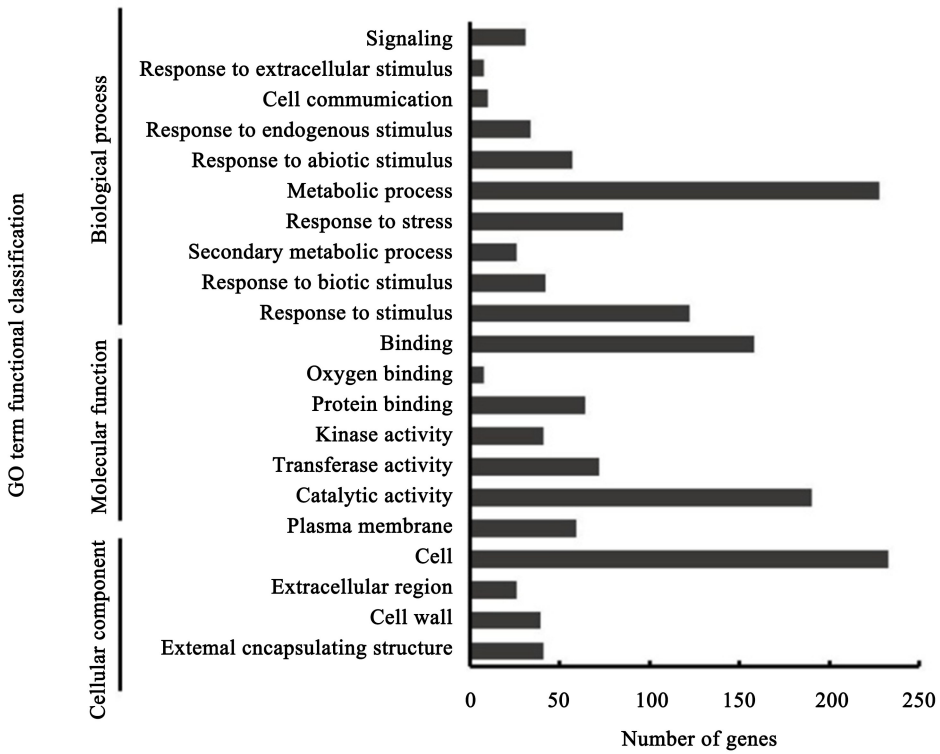 GO term functional classification
Biological process
Signaling
Response to extracellular stimulus
Cell commumication
Response to endogenous stimulus
Response to abiotic stimulus
Metabolic process
Response to stress
Secondary metabolic process
Response to biotic stimulus
Response to stimulus
Molecular function
Binding
Oxygen binding
Protein binding
Kinase activity
Transferase activity
Catalytic activity
Plasma membrane
Cellular component
Cell
Extracellular region
Cell wall
Extemal cncapsulating structure
0 50 100 150 200 250
Number of genes